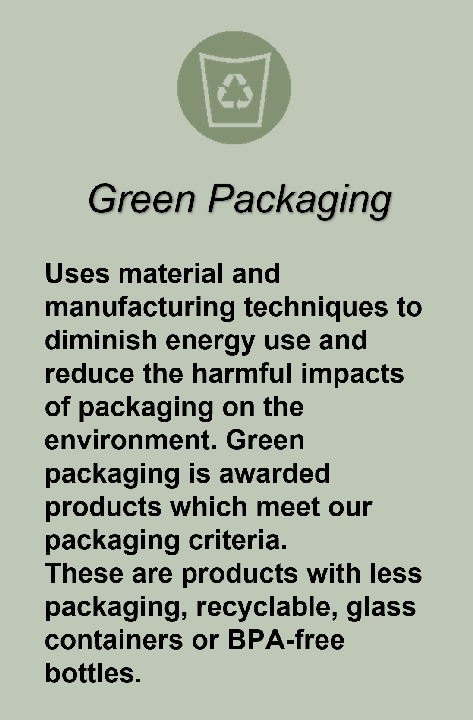 Green Packaging
Uses material and
manufacturing techniques to
diminish energy use and
reduce the harmful impacts
of packaging on the
environment. Green
packaging is awarded
products which meet our
packaging criteria.
These are products with less
packaging, recyclable, glass
containers or BPA-free
bottles.